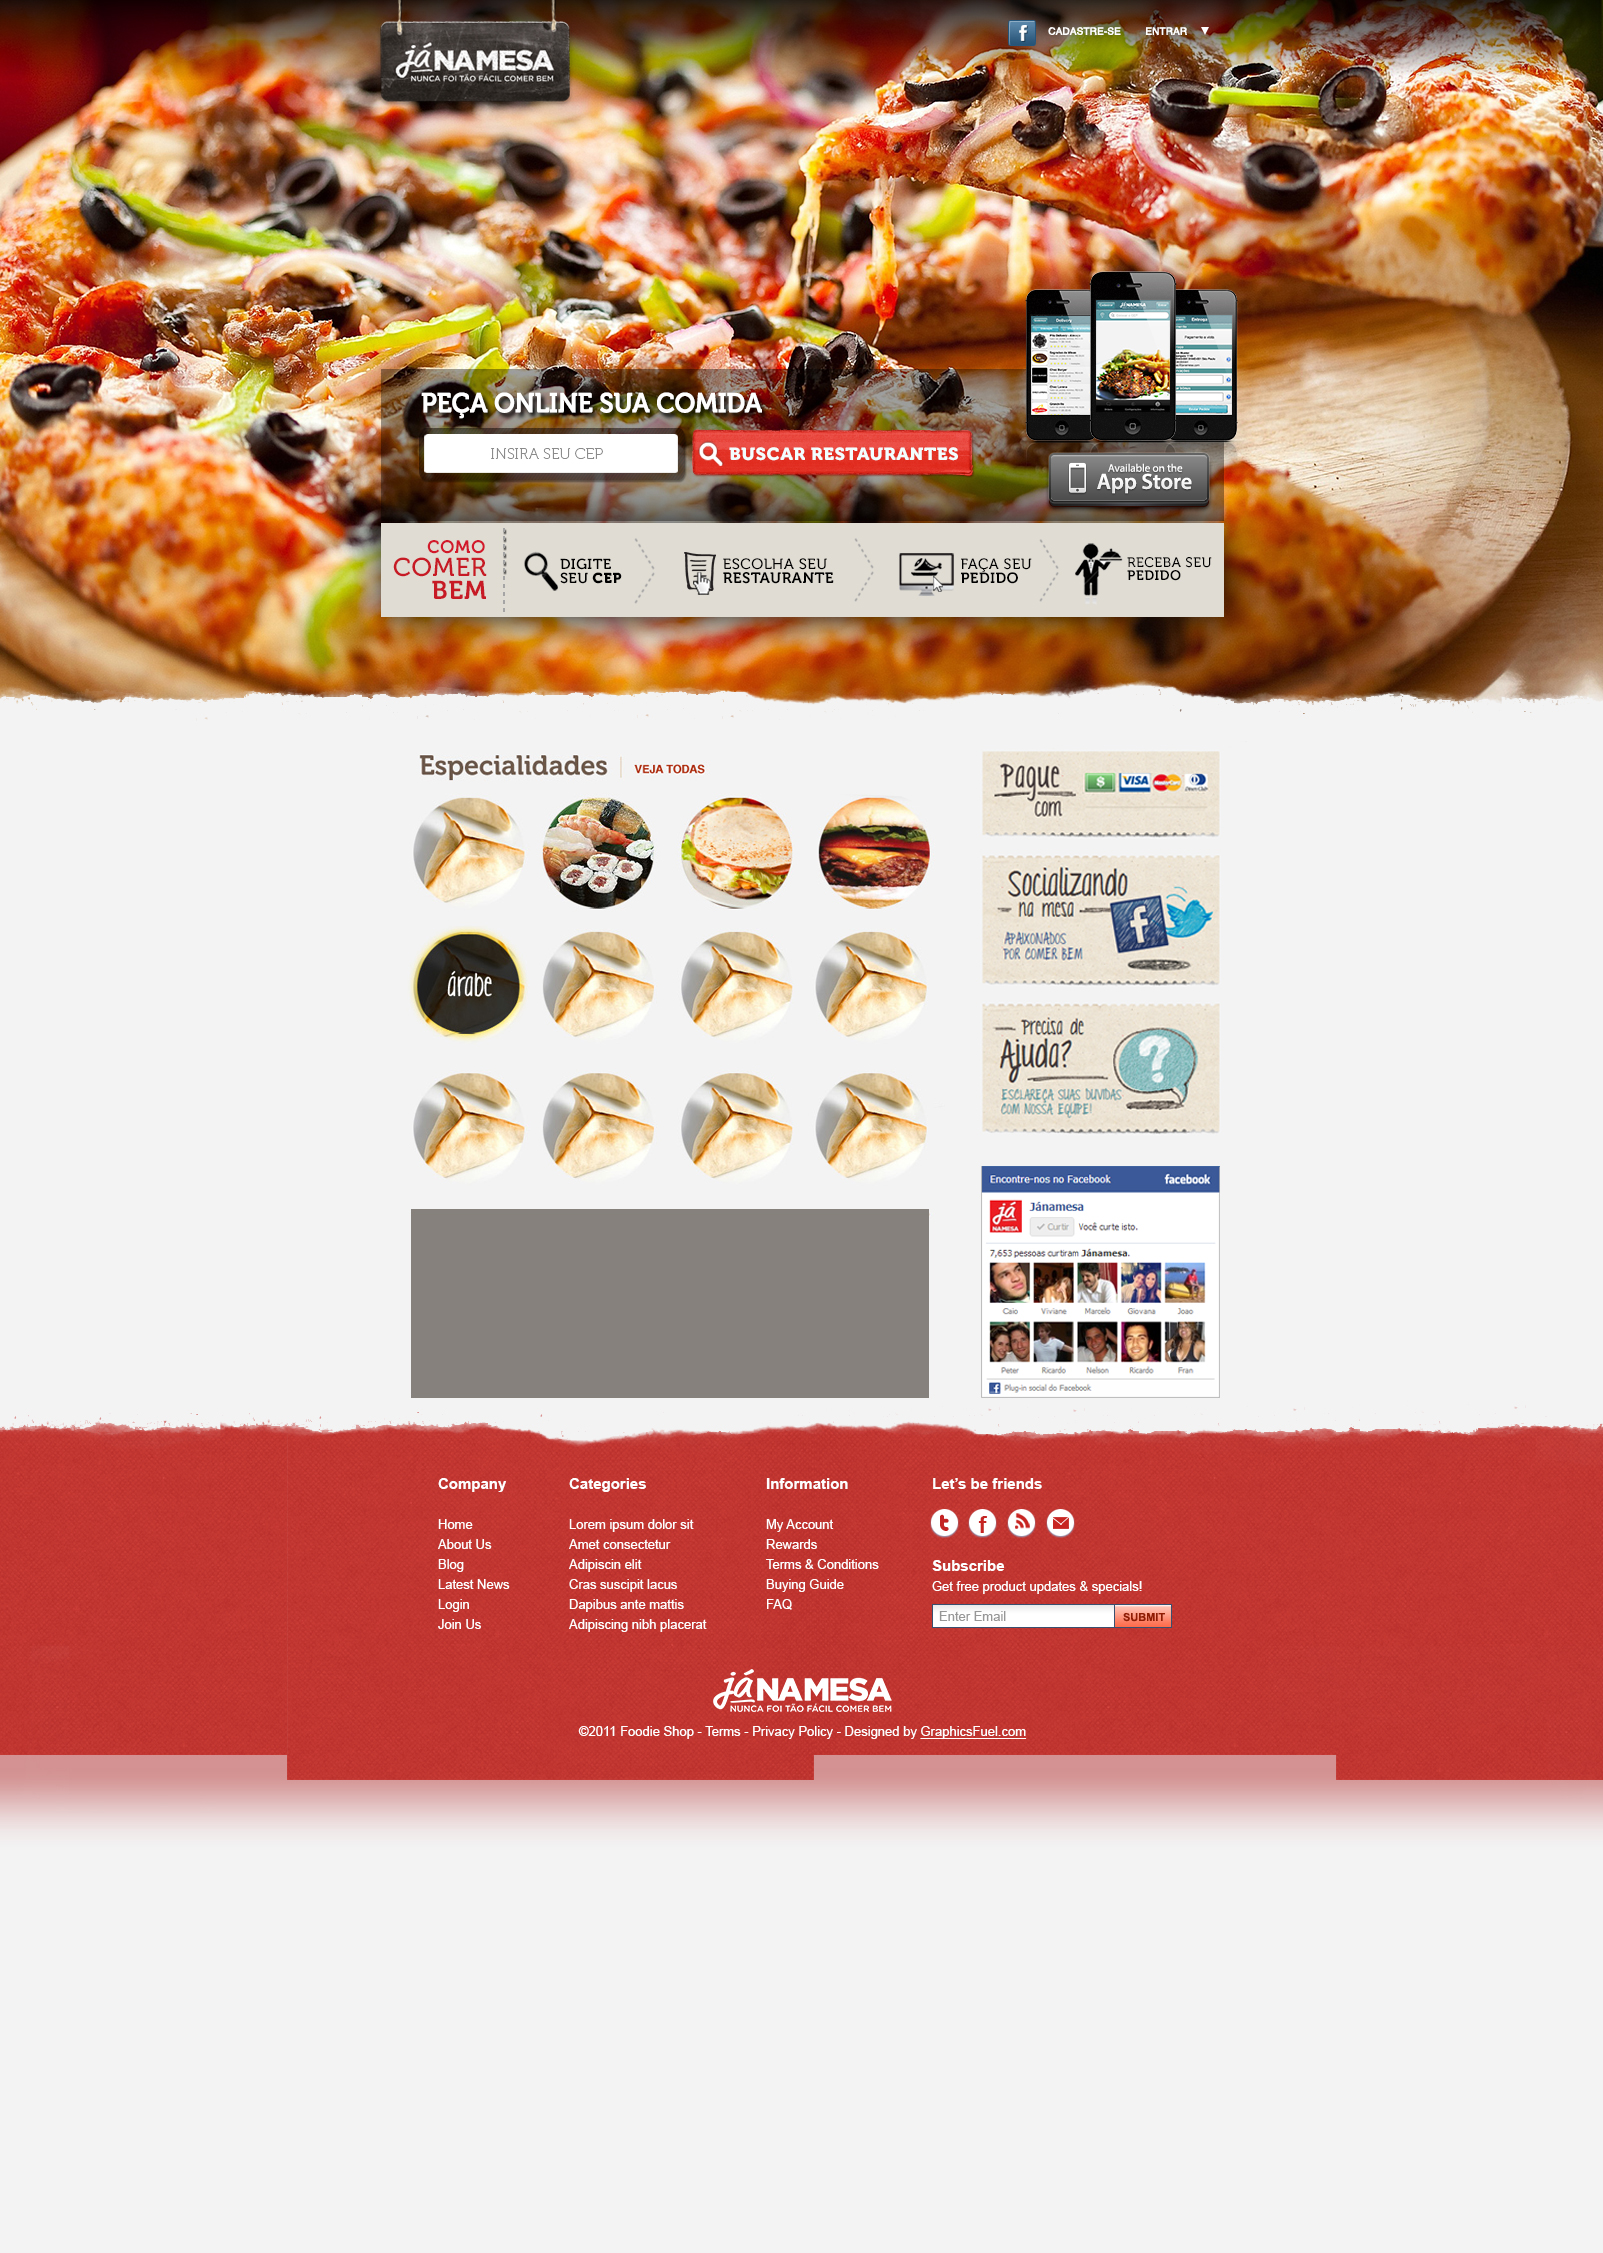 jáNAMESA
NUNCA FOI TÃO FÁCIL COMER BEM
CADASTRE-SE ENTRAR
PEÇA ONLINE SUA COMIDA
INSIRA SEU CEP
BUSCAR RESTAURANTES
Available on the
App Store
COMO
COMER
BEM
DIGITE
SEU CEP
ESCOLHA SEU
RESTAURANTE
FAÇA SEU
PEDIDO
RECEBA SEU
PEDIDO
Especialidades
VEJA TODAS
árabe
Pague
com
VISA
Socializando
na mesa
APAIXONADOS
POR COMER BEM
Precisa de
Ajuda?
ESCLAREÇA SUAS DUVIDAS
COM NOSSA EQUIPE!
Encontre-nos no Facebook facebook
já
NAMESA
Jánamesa
Curtir Você curte isto.
7,653 pessoas curtiram Jánamesa.
Caio Viviane Marcelo Giovana Joao
Peter Ricardo Nelson Ricardo Fran
Plug-in social do Facebook
Company
Home
About Us
Blog
Latest News
Login
Join Us
Categories
Lorem ipsum dolor sit
Amet consectetur
Adipiscin elit
Cras suscipit lacus
Dapibus ante mattis
Adipiscing nibh placerat
Information
My Account
Rewards
Terms & Conditions
Buying Guide
FAQ
Let's be friends
Subscribe
Get free product updates & specials!
Enter Email SUBMIT
jáNAMESA
NUNCA FOI TÃO FÁCIL COMER BEM
©2011 Foodie Shop - Terms - Privacy Policy - Designed by GraphicsFuel.com